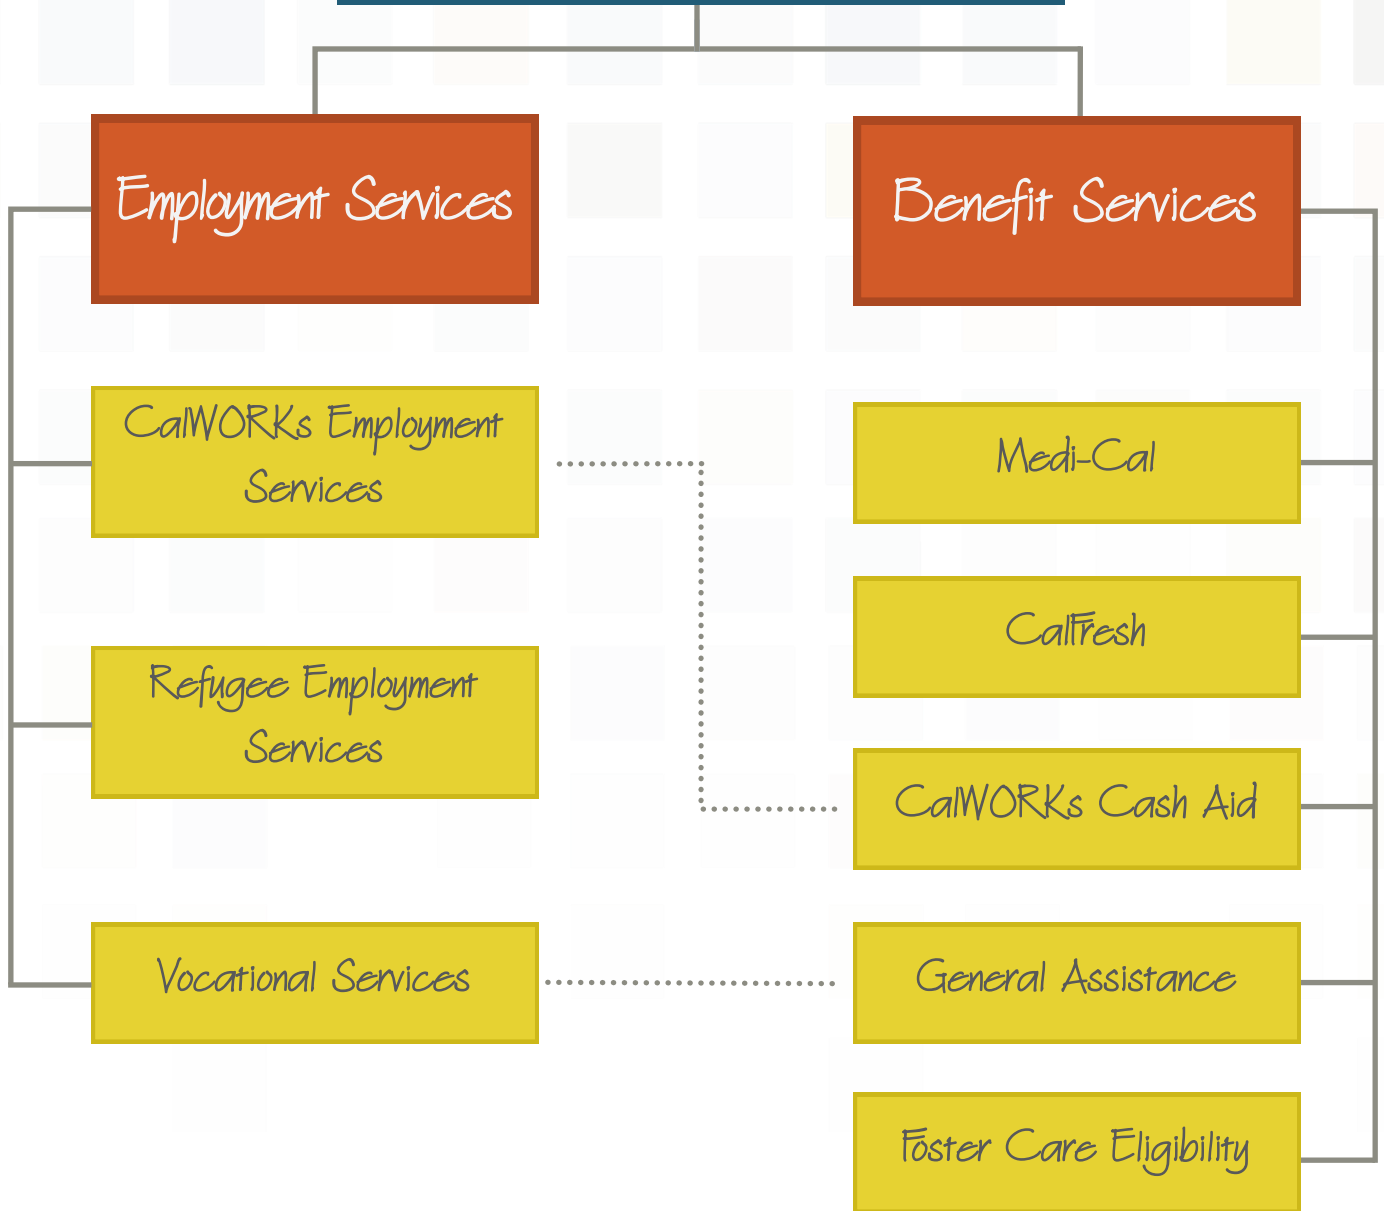 Employment Services
Benefit Services
CalWORKs Employment
Services
Medi-Cal
CalFresh
Refugee Employment
Services
CalWORKs Cash Aid
Vocational Services
General Assistance
Foster Care Eligibility